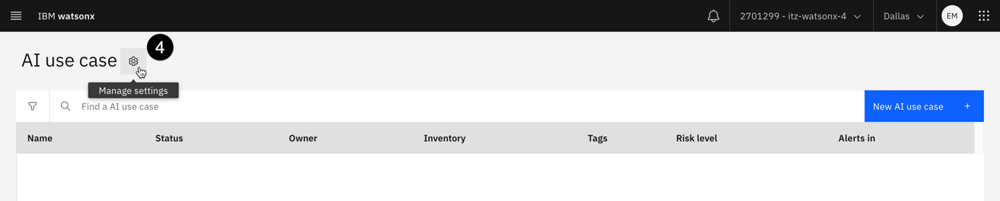 IBM watsonx
2701299 - itz-watsonx-4
Dallas
EM
4
AI use case
Manage settings
Find a AI use case
New AI use case +
Name Status Owner Inventory Tags Risk level Alerts in